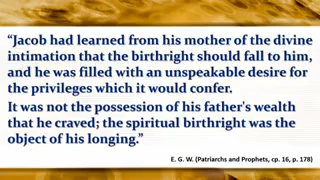 “Jacob had learned from his mother of the divine
intimation that the birthright should fall to him,
and he was filled with an unspeakable desire for
the privileges which it would confer.
It was not the possession of his father's wealth
that he craved; the spiritual birthright was the
object of his longing.”
E. G. W. (Patriarchs and Prophets, cp. 16, p. 178)